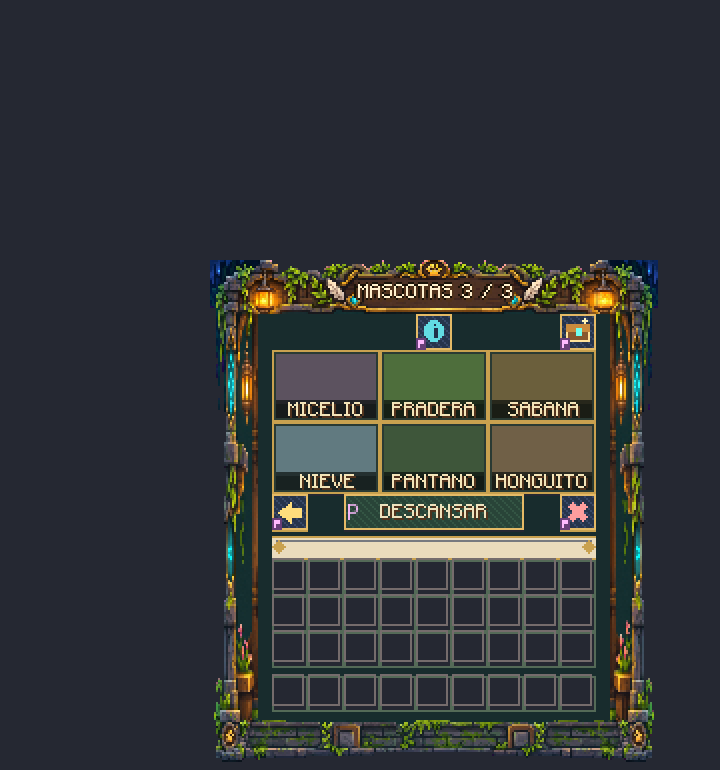 MASCOTAS 3 / 3
i
P
P
MICELIO PRADERA SABANA
NIEVE PANTANO HONGUITO
P
P DESCANSAR
P